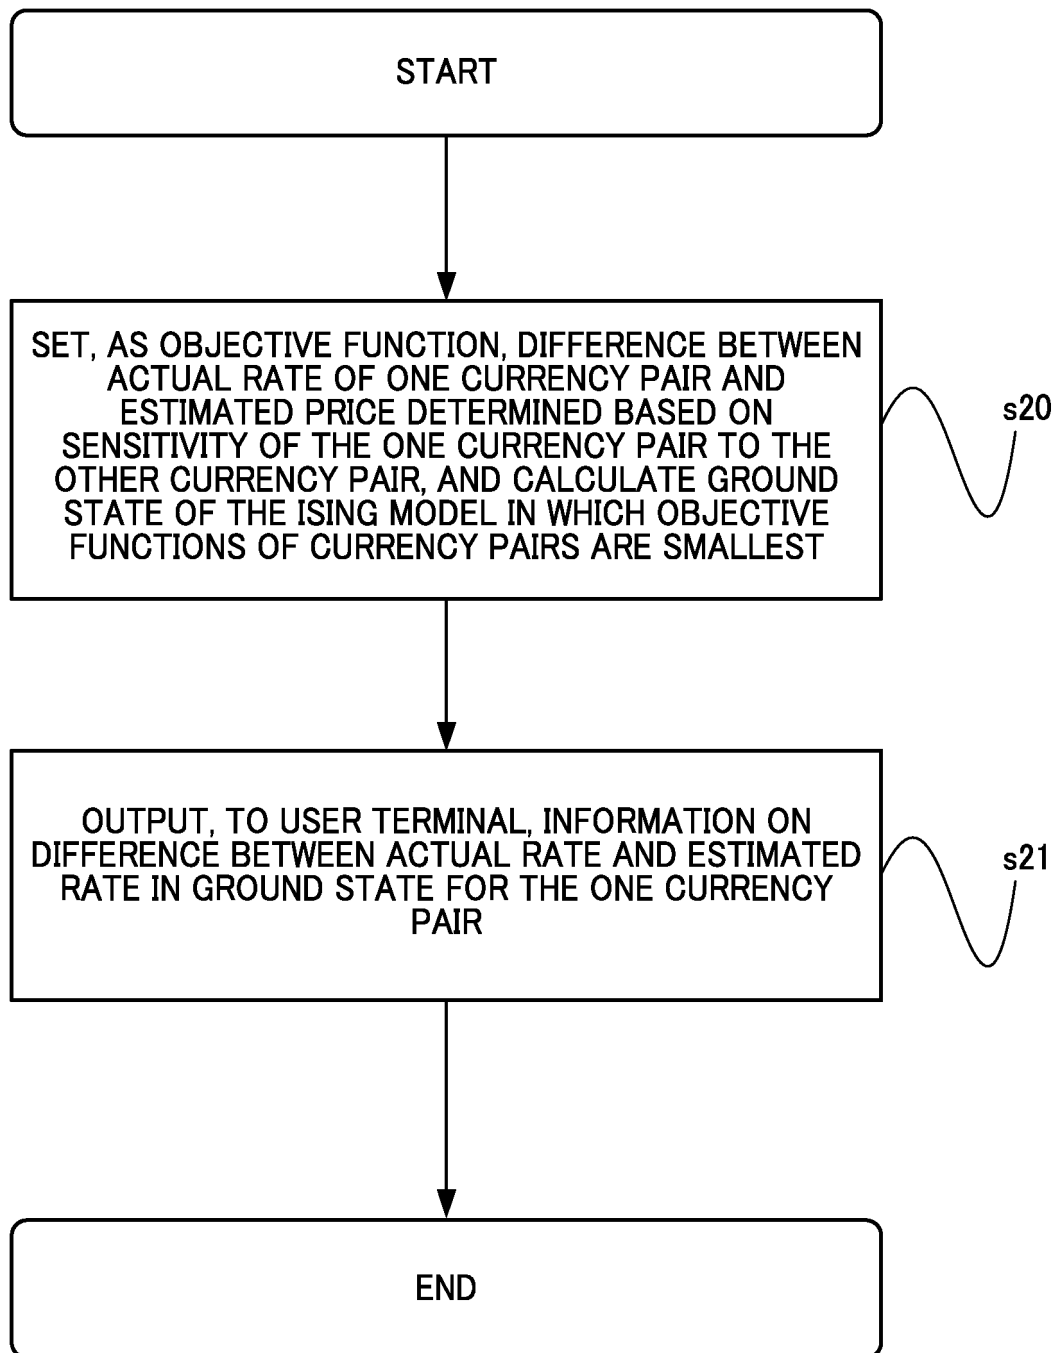 START
SET, AS OBJECTIVE FUNCTION, DIFFERENCE BETWEEN
ACTUAL RATE OF ONE CURRENCY PAIR AND
ESTIMATED PRICE DETERMINED BASED ON
SENSITIVITY OF THE ONE CURRENCY PAIR TO THE
OTHER CURRENCY PAIR, AND CALCULATE GROUND
STATE OF THE ISING MODEL IN WHICH OBJECTIVE
FUNCTIONS OF CURRENCY PAIRS ARE SMALLEST
s20
OUTPUT, TO USER TERMINAL, INFORMATION ON
DIFFERENCE BETWEEN ACTUAL RATE AND ESTIMATED
RATE IN GROUND STATE FOR THE ONE CURRENCY
PAIR
s21
END